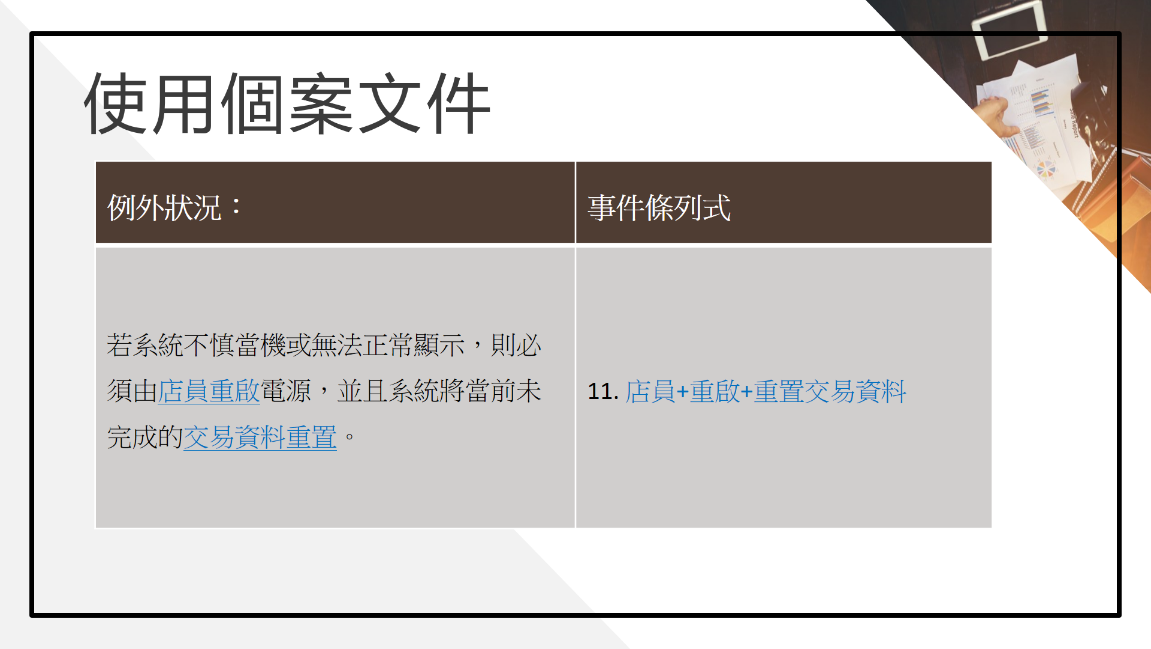 使用個案文件
例外狀況：
事件條列式
若系統不慎當機或無法正常顯示，則必
須由店員重啟電源，並且系統將當前未
完成的交易資料重置。
11. 店員+重啟+重置交易資料